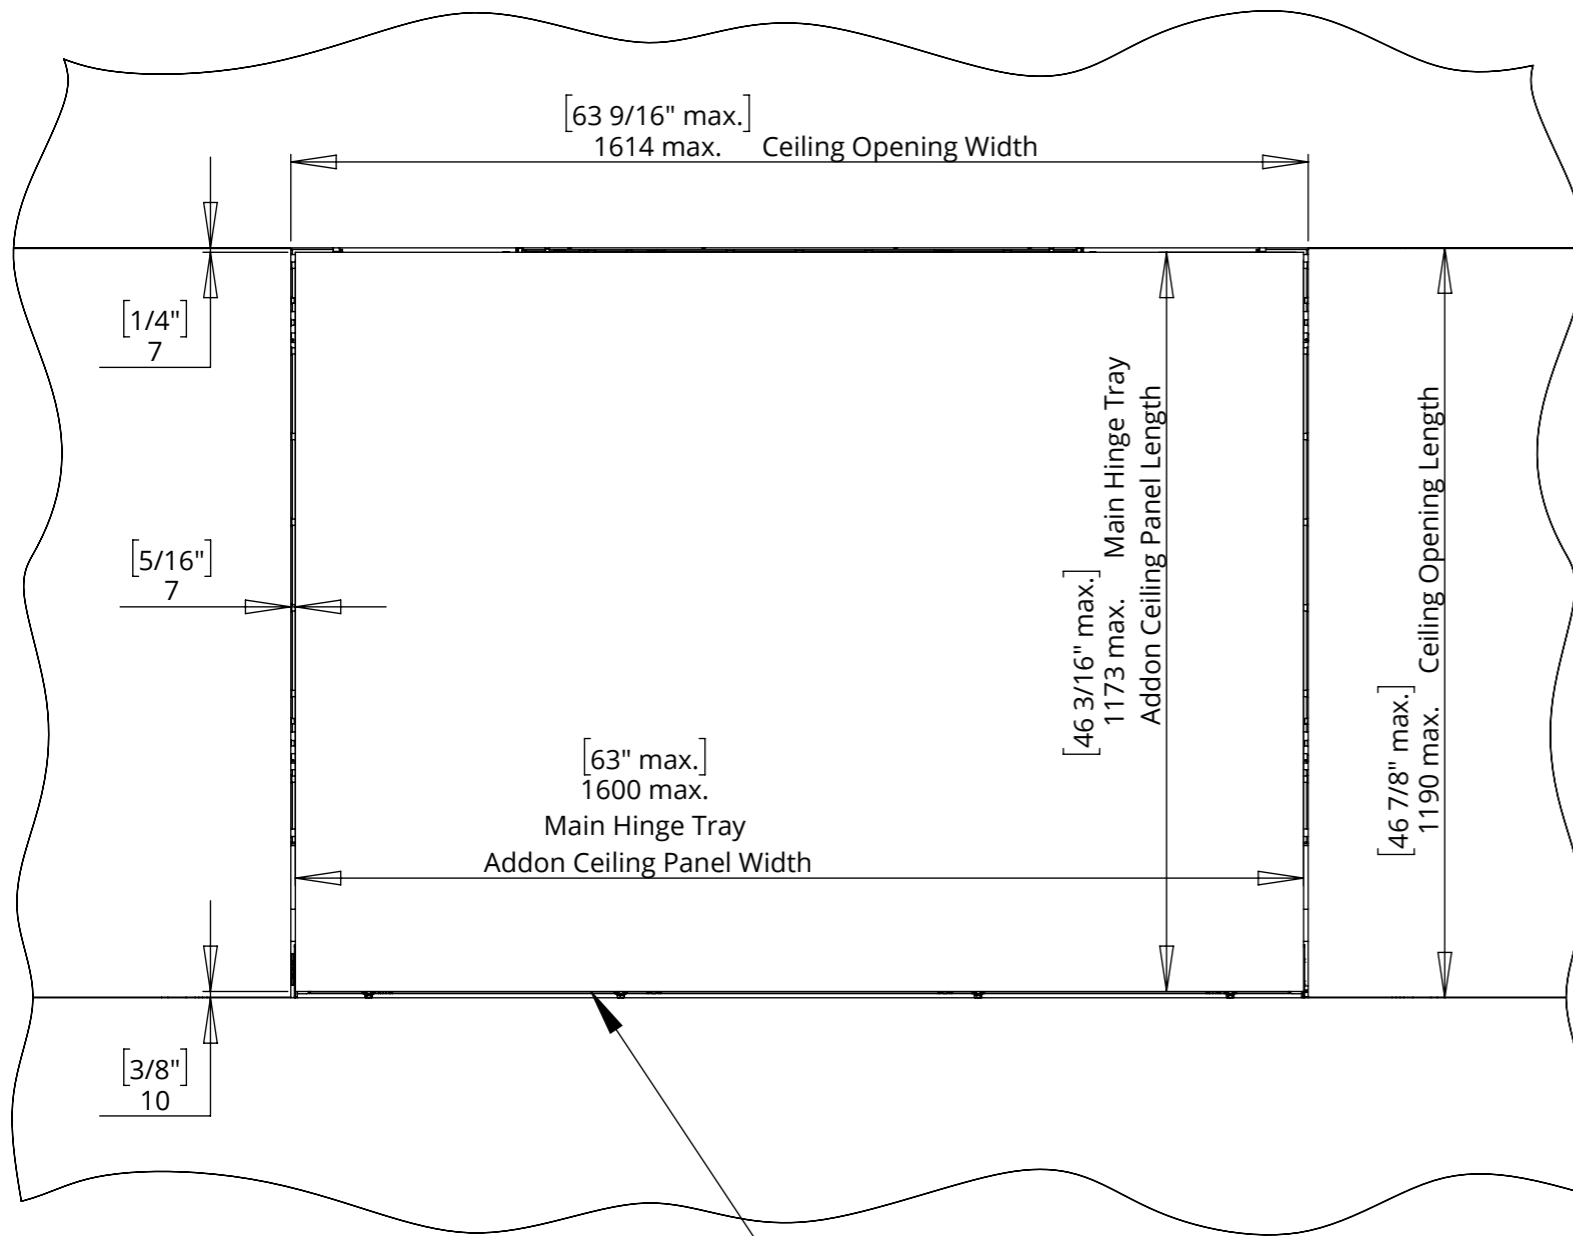 [63 9/16" max.]
1614 max. Ceiling Opening Width
[1/4"]
7
[5/16"]
7
[46 3/16" max.]
1173 max. Main Hinge Tray
Addon Ceiling Panel Length
[46 7/8" max.]
1190 max. Ceiling Opening Length
[63" max.]
1600 max.
Main Hinge Tray
Addon Ceiling Panel Width
[3/8"]
10